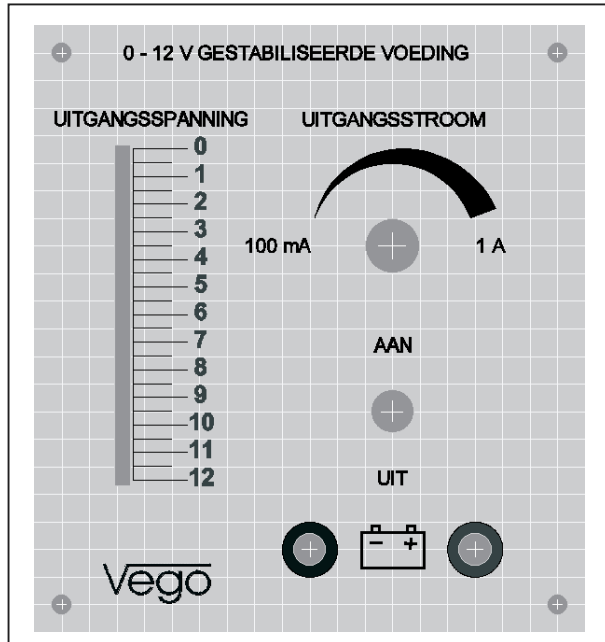 0 - 12 V GESTABILISEERDE VOEDING
UITGANGSSPANNING
0
1
2
3
4
5
6
7
8
9
10
11
12
UITGANGSSTROOM
100 mA
1 A
AAN
UIT
- +
Vego